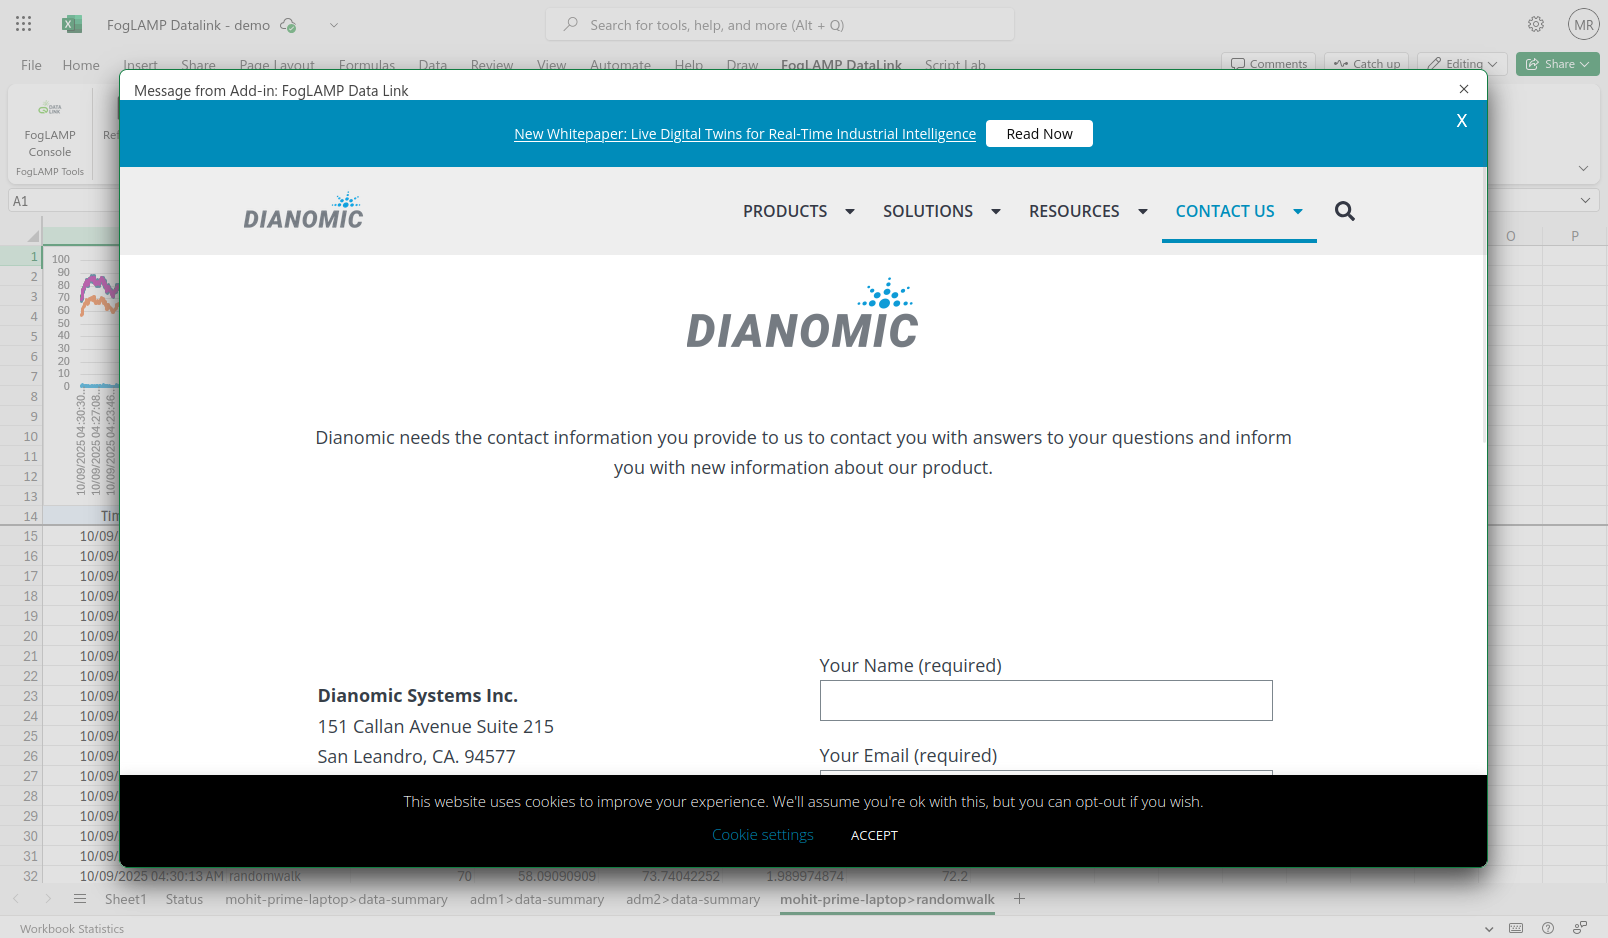 FogLAMP Datalink - demo
Search for tools, help, and more (Alt + Q)
MR
File Home Insert Share Page Layout Formulas Data Review View Automate Help Draw FogLAMP DataLink Script Lab
Comments Catch up Editing Share
Message from Add-in: FogLAMP Data Link
DATA
LINK
FogLAMP
Console
FogLAMP Tools
New Whitepaper: Live Digital Twins for Real-Time Industrial Intelligence Read Now X
A1
DIANOMIC PRODUCTS SOLUTIONS RESOURCES CONTACT US
O P
DIANOMIC
Dianomic needs the contact information you provide to us to contact you with answers to your questions and inform
you with new information about our product.
Your Name (required)
Dianomic Systems Inc.
151 Callan Avenue Suite 215
San Leandro, CA. 94577
Your Email (required)
This website uses cookies to improve your experience. We'll assume you're ok with this, but you can opt-out if you wish.
Cookie settings ACCEPT
100
90
80
70
60
50
40
30
20
10
0
10/09/2025 04:30:30...
10/09/2025 04:27:08...
10/09/2025 04:23:46...
1
2
3
4
5
6
7
8
9
10
11
12
13
14
15 10/09/
16 10/09/
17 10/09/
18 10/09/
19 10/09/
20 10/09/
21 10/09/
22 10/09/
23 10/09/
24 10/09/
25 10/09/
26 10/09/
27 10/09/
28 10/09/
29 10/09/
30 10/09/
31 10/09/
32 10/09/2025 04:30:13 AM randomwalk 70 58.09090909 73.74042252 1.989974874 72.2
Sheet1 Status mohit-prime-laptop>data-summary adm1>data-summary adm2>data-summary mohit-prime-laptop>randomwalk
Workbook Statistics